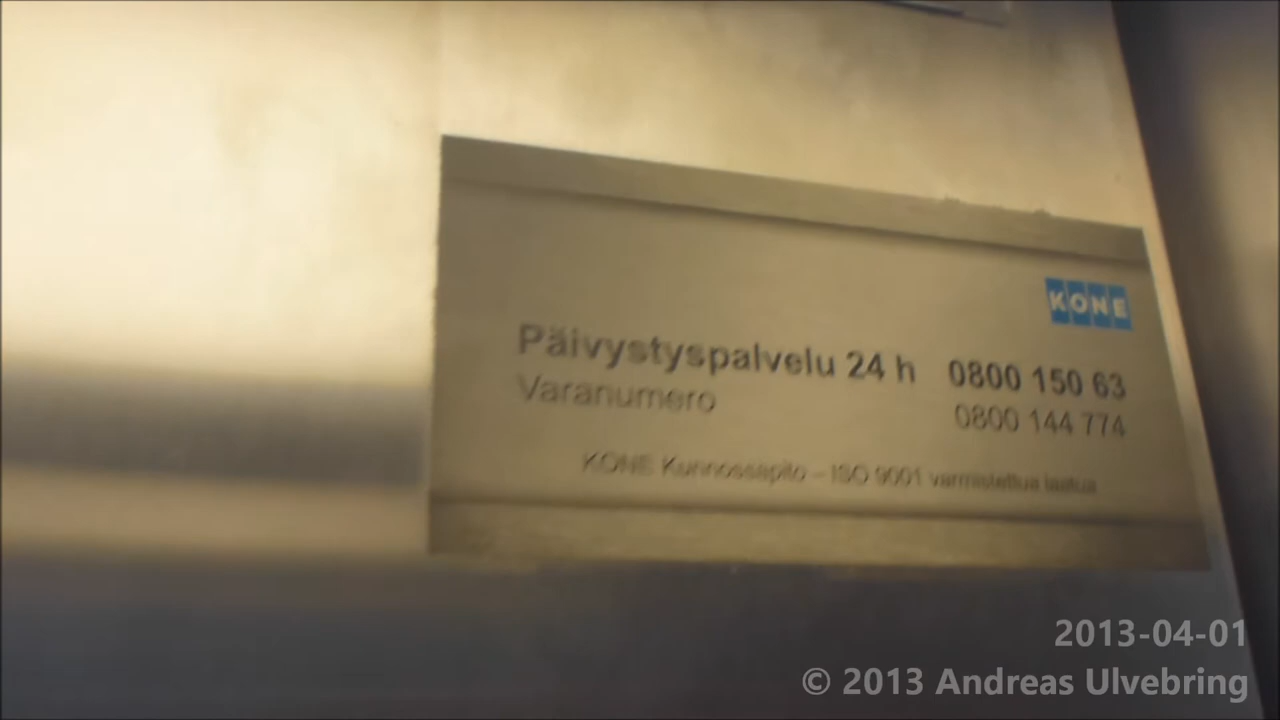 KONE
Päivystyspalvelu 24 h 0800 150 63
Varanumero 0800 144 774
KONE Kunnossapito – ISO 9001 varmistettua laatua
2013-04-01
© 2013 Andreas Ulvebring